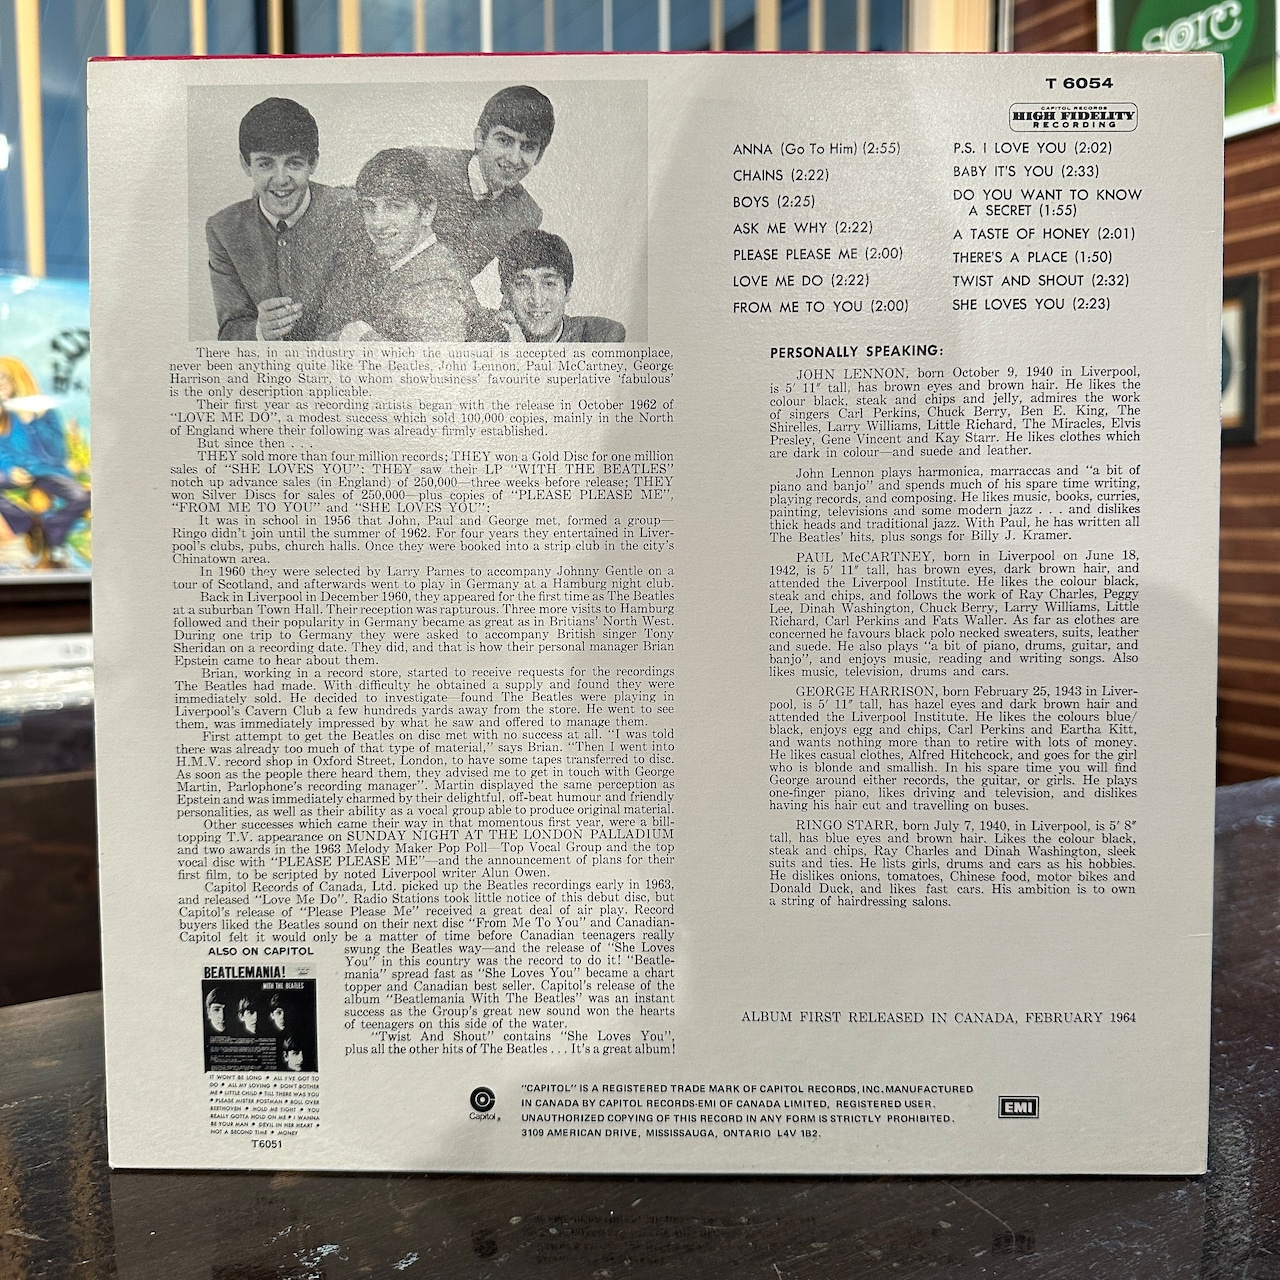 There has, in an industry in which the unusual is accepted as commonplace,
never been anything quite like The Beatles, John Lennon, Paul McCartney, George
Harrison and Ringo Starr, to whom showbusiness' favourite superlative 'fabulous'
is the only description applicable.
Their first year as recording artists began with the release in October 1962 of
"LOVE ME DO", a modest success which sold 100,000 copies, mainly in the North
of England where their following was already firmly established.
But since then . . .
THEY sold more than four million records; THEY won a Gold Disc for one million
sales of "SHE LOVES YOU"; THEY saw their LP "WITH THE BEATLES"
notch up advance sales (in England) of 250,000—three weeks before release; THEY
won Silver Discs for sales of 250,000—plus copies of "PLEASE PLEASE ME",
"FROM ME TO YOU" and "SHE LOVES YOU";
It was in school in 1956 that John, Paul and George met, formed a group—
Ringo didn't join until the summer of 1962. For four years they entertained in Liver-
pool's clubs, pubs, church halls. Once they were booked into a strip club in the city's
Chinatown area.
In 1960 they were selected by Larry Parnes to accompany Johnny Gentle on a
tour of Scotland, and afterwards went to play in Germany at a Hamburg night club.
Back in Liverpool in December 1960, they appeared for the first time as The Beatles
at a suburban Town Hall. Their reception was rapturous. Three more visits to Hamburg
followed and their popularity in Germany became as great as in Britians' North West.
During one trip to Germany they were asked to accompany British singer Tony
Sheridan on a recording date. They did, and that is how their personal manager Brian
Epstein came to hear about them.
Brian, working in a record store, started to receive requests for the recordings
The Beatles had made. With difficulty he obtained a supply and found they were
immediately sold. He decided to investigate—found The Beatles were playing in
Liverpool's Cavern Club a few hundreds yards away from the store. He went to see
them, was immediately impressed by what he saw and offered to manage them.
First attempt to get the Beatles on disc met with no success at all. "I was told
there was already too much of that type of material," says Brian. "Then I went into
H.M.V. record shop in Oxford Street, London, to have some tapes transferred to disc.
As soon as the people there heard them, they advised me to get in touch with George
Martin, Parlophone's recording manager". Martin displayed the same perception as
Epstein and was immediately charmed by their delightful, off-beat humour and friendly
personalities, as well as their ability as a vocal group able to produce original material.
Other successes which came their way in that momentous first year, were a bill-
topping T.V. appearance on SUNDAY NIGHT AT THE LONDON PALLADIUM
and two awards in the 1963 Melody Maker Pop Poll—Top Vocal Group and the top
vocal disc with "PLEASE PLEASE ME"—and the announcement of plans for their
first film, to be scripted by noted Liverpool writer Alun Owen.
Capitol Records of Canada, Ltd. picked up the Beatles recordings early in 1963,
and released "Love Me Do". Radio Stations took little notice of this debut disc, but
Capitol's release of "Please Please Me" received a great deal of air play. Record
buyers liked the Beatles sound on their next disc "From Me To You" and Canadian-
Capitol felt it would only be a matter of time before Canadian teenagers really
swung the Beatles way—and the release of "She Loves
You" in this country was the record to do it! "Beatle-
mania" spread fast as "She Loves You" became a chart
topper and Canadian best seller. Capitol's release of the
album "Beatlemania With The Beatles" was an instant
success as the Group's great new sound won the hearts
of teenagers on this side of the water.
"Twist And Shout" contains "She Loves You",
plus all the other hits of The Beatles . . . It's a great album!
ALSO ON CAPITOL
BEATLEMANIA!
WITH THE BEATLES
IT WON'T BE LONG • ALL I'VE GOT TO
DO • ALL MY LOVING • DON'T BOTHER
ME • LITTLE CHILD • TILL THERE WAS YOU
• PLEASE MISTER POSTMAN • ROLL OVER
BEETHOVEN • HOLD ME TIGHT • YOU
REALLY GOTTA HOLD ON ME • I WANNA
BE YOUR MAN • DEVIL IN HER HEART •
NOT A SECOND TIME • MONEY
T6051
T 6054
CAPITOL RECORDS
HIGH FIDELITY
RECORDING
ANNA (Go To Him) (2:55)
CHAINS (2:22)
BOYS (2:25)
ASK ME WHY (2:22)
PLEASE PLEASE ME (2:00)
LOVE ME DO (2:22)
FROM ME TO YOU (2:00)
P.S. I LOVE YOU (2:02)
BABY IT'S YOU (2:33)
DO YOU WANT TO KNOW
A SECRET (1:55)
A TASTE OF HONEY (2:01)
THERE'S A PLACE (1:50)
TWIST AND SHOUT (2:32)
SHE LOVES YOU (2:23)
PERSONALLY SPEAKING:
JOHN LENNON, born October 9, 1940 in Liverpool,
is 5' 11" tall, has brown eyes and brown hair. He likes the
colour black, steak and chips and jelly, admires the work
of singers Carl Perkins, Chuck Berry, Ben E. King, The
Shirelles, Larry Williams, Little Richard, The Miracles, Elvis
Presley, Gene Vincent and Kay Starr. He likes clothes which
are dark in colour—and suede and leather.
John Lennon plays harmonica, marraccas and "a bit of
piano and banjo" and spends much of his spare time writing,
playing records, and composing. He likes music, books, curries,
painting, televisions and some modern jazz . . . and dislikes
thick heads and traditional jazz. With Paul, he has written all
The Beatles' hits, plus songs for Billy J. Kramer.
PAUL McCARTNEY, born in Liverpool on June 18,
1942, is 5' 11" tall, has brown eyes, dark brown hair, and
attended the Liverpool Institute. He likes the colour black,
steak and chips, and follows the work of Ray Charles, Peggy
Lee, Dinah Washington, Chuck Berry, Larry Williams, Little
Richard, Carl Perkins and Fats Waller. As far as clothes are
concerned he favours black polo necked sweaters, suits, leather
and suede. He also plays "a bit of piano, drums, guitar, and
banjo", and enjoys music, reading and writing songs. Also
likes music, television, drums and cars.
GEORGE HARRISON, born February 25, 1943 in Liver-
pool, is 5' 11" tall, has hazel eyes and dark brown hair and
attended the Liverpool Institute. He likes the colours blue/
black, enjoys egg and chips, Carl Perkins and Eartha Kitt,
and wants nothing more than to retire with lots of money.
He likes casual clothes, Alfred Hitchcock, and goes for the girl
who is blonde and smallish. In his spare time you will find
George around either records, the guitar, or girls. He plays
one-finger piano, likes driving and television, and dislikes
having his hair cut and travelling on buses.
RINGO STARR, born July 7, 1940, in Liverpool, is 5' 8"
tall, has blue eyes and brown hair. Likes the colour black,
steak and chips, Ray Charles and Dinah Washington, sleek
suits and ties. He lists girls, drums and cars as his hobbies.
He dislikes onions, tomatoes, Chinese food, motor bikes and
Donald Duck, and likes fast cars. His ambition is to own
a string of hairdressing salons.
ALBUM FIRST RELEASED IN CANADA, FEBRUARY 1964
Capitol
"CAPITOL" IS A REGISTERED TRADE MARK OF CAPITOL RECORDS, INC. MANUFACTURED
IN CANADA BY CAPITOL RECORDS-EMI OF CANADA LIMITED, REGISTERED USER.
UNAUTHORIZED COPYING OF THIS RECORD IN ANY FORM IS STRICTLY PROHIBITED.
3109 AMERICAN DRIVE, MISSISSAUGA, ONTARIO L4V 1B2.
EMI